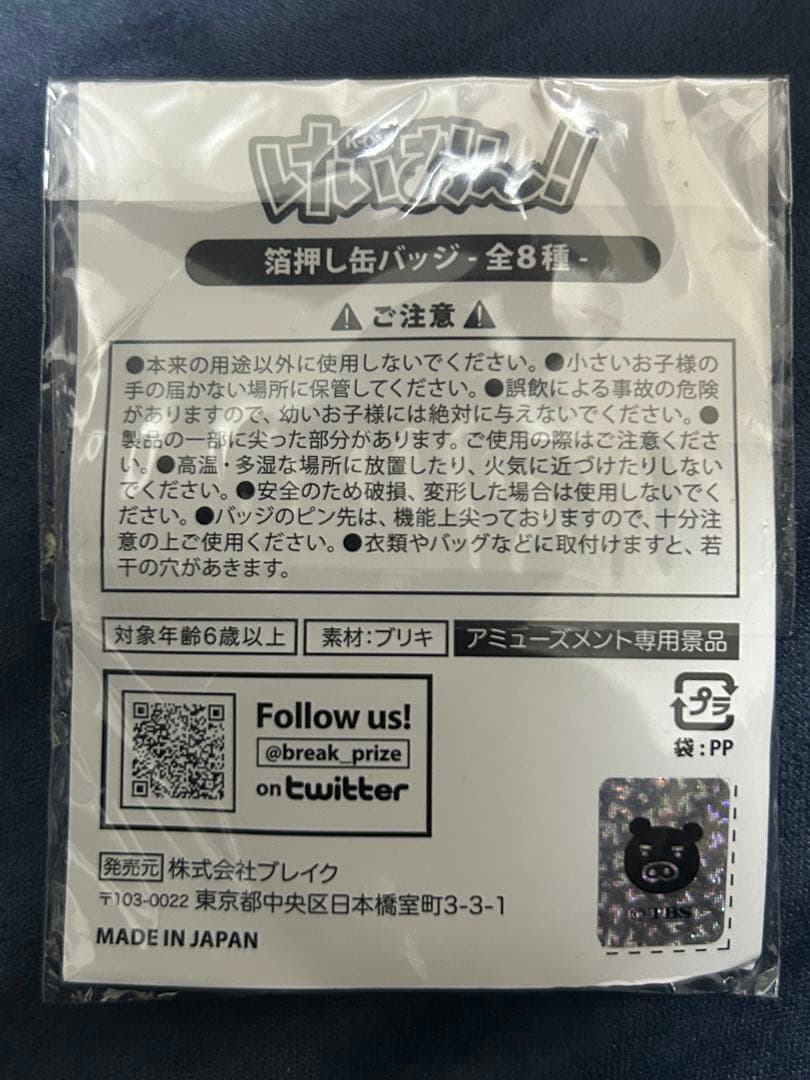 K-ON!!
けいおん!!
箔押し缶バッジ - 全8種 -
ご注意
●本来の用途以外に使用しないでください。●小さいお子様の
手の届かない場所に保管してください。●誤飲による事故の危険
がありますので、幼いお子様には絶対に与えないでください。●
製品の一部に尖った部分があります。ご使用の際はご注意くださ
い。●高温・多湿な場所に放置したり、火気に近づけたりしない
でください。●安全のため破損、変形した場合は使用しないでく
ださい。●バッジのピン先は、機能上尖っておりますので、十分注
意の上ご使用ください。●衣類やバッグなどに取付けますと、若
干の穴があきます。
対象年齢6歳以上 素材:ブリキ アミューズメント専用景品
Follow us!
@break_prize
on twitter
プラ
袋:PP
発売元 株式会社ブレイク
〒103-0022 東京都中央区日本橋室町3-3-1
MADE IN JAPAN
©TBS